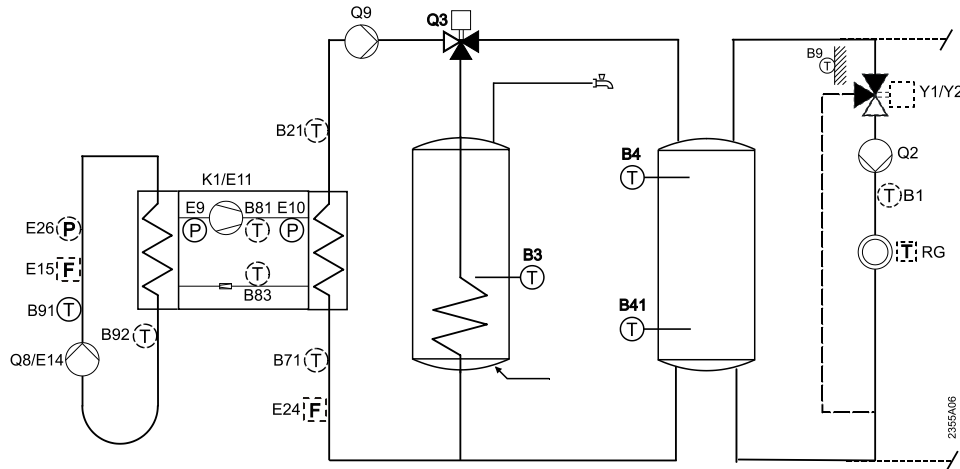 Q9
Q3
B9
T
Y1/Y2
B21
T
K1/E11
B4
T
Q2
T
B1
E9
B81
E10
E26
P
P
T
P
T
RG
E15
F
T
B3
T
B83
B91
T
B92
T
B41
T
Q8/E14
B71
T
E24
F
2355A06